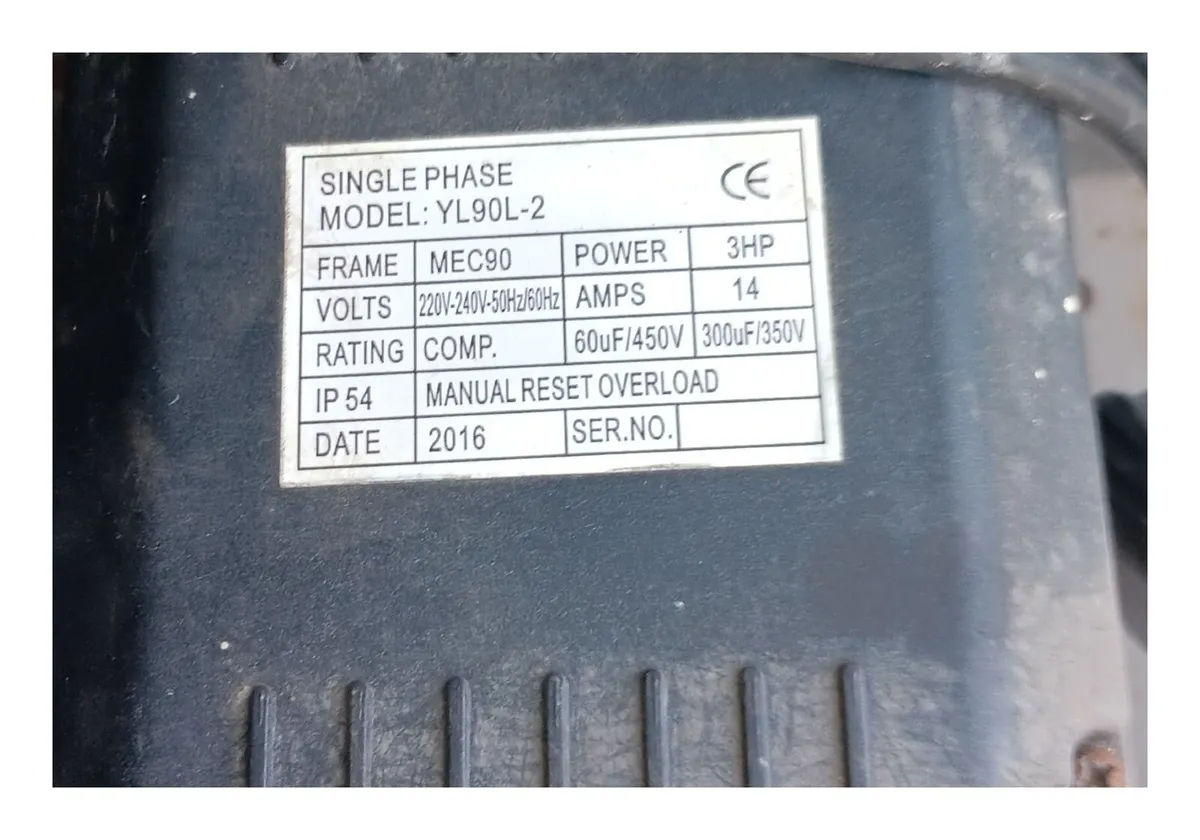 SINGLE PHASE CE
MODEL: YL90L-2
FRAME MEC90 POWER 3HP
VOLTS 220V-240V-50Hz/60Hz AMPS 14
RATING COMP. 60uF/450V 300uF/350V
IP 54 MANUAL RESET OVERLOAD
DATE 2016 SER.NO.